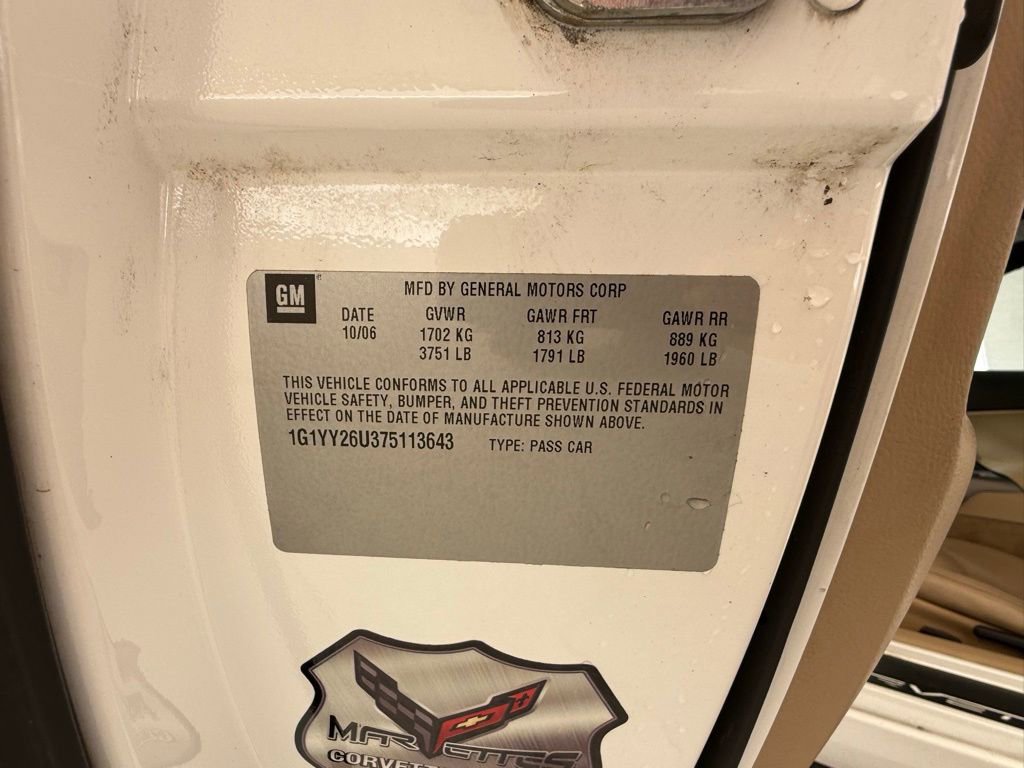 GM
MFD BY GENERAL MOTORS CORP
DATE GVWR GAWR FRT GAWR RR
10/06 1702 KG 813 KG 889 KG
3751 LB 1791 LB 1960 LB
THIS VEHICLE CONFORMS TO ALL APPLICABLE U.S. FEDERAL MOTOR
VEHICLE SAFETY, BUMPER, AND THEFT PREVENTION STANDARDS IN
EFFECT ON THE DATE OF MANUFACTURE SHOWN ABOVE.
1G1YY26U375113643 TYPE: PASS CAR
CORVETT